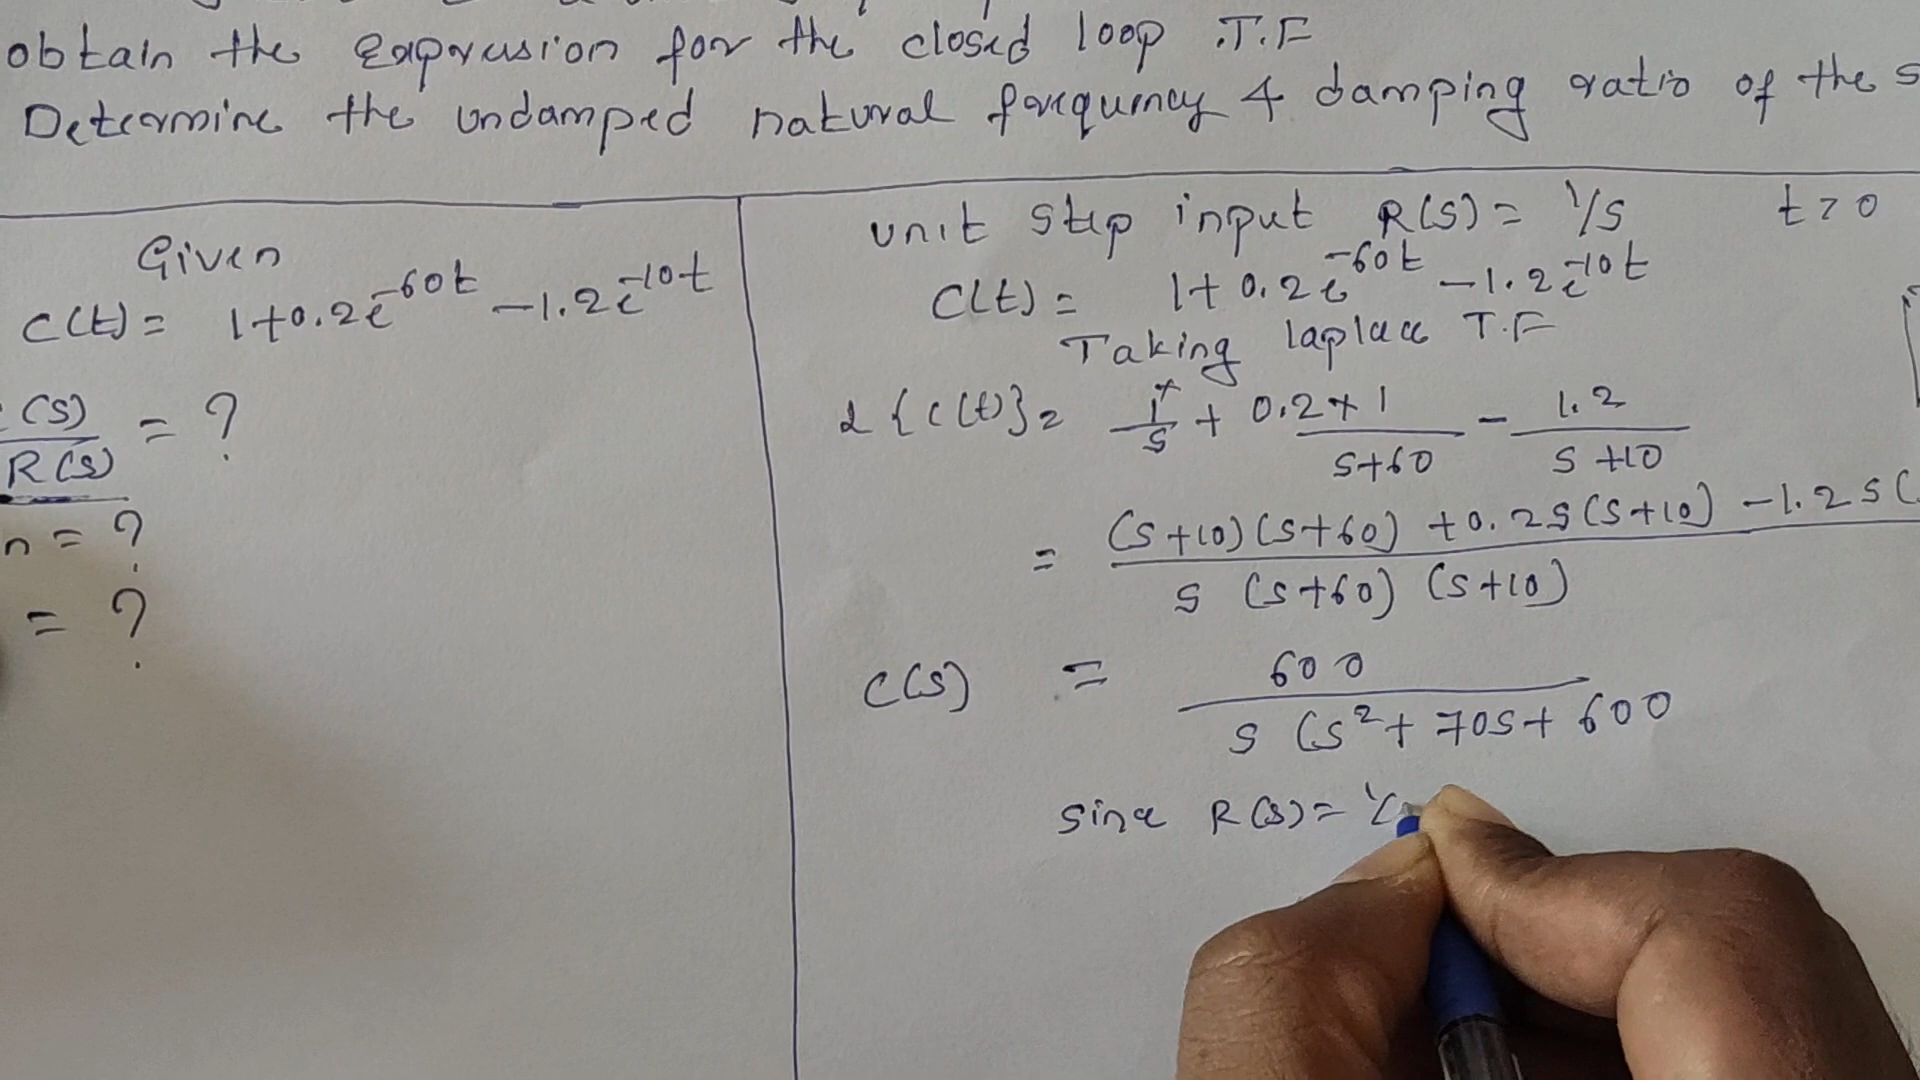 obtain the expression for the closed loop .T.F
Determine the undamped natural frequency & damping ratio of the s
Given
C(t) = 1+0.2e^-60t -1.2e^-10t
(s)/R(s) = ?
n = ?
= ?
unit step input R(s) = 1/s t>0
C(t) = 1+0.2e^-60t -1.2e^-10t
Taking laplace T.F
L{c(t)} = 1/s + 0.2×1/s+60 - 1.2/s+10
= (s+10)(s+60)+0.2s(s+10)-1.2s(/s(s+60)(s+10)
C(s) = 600/s(s²+70s+600
since R(s) = 1/